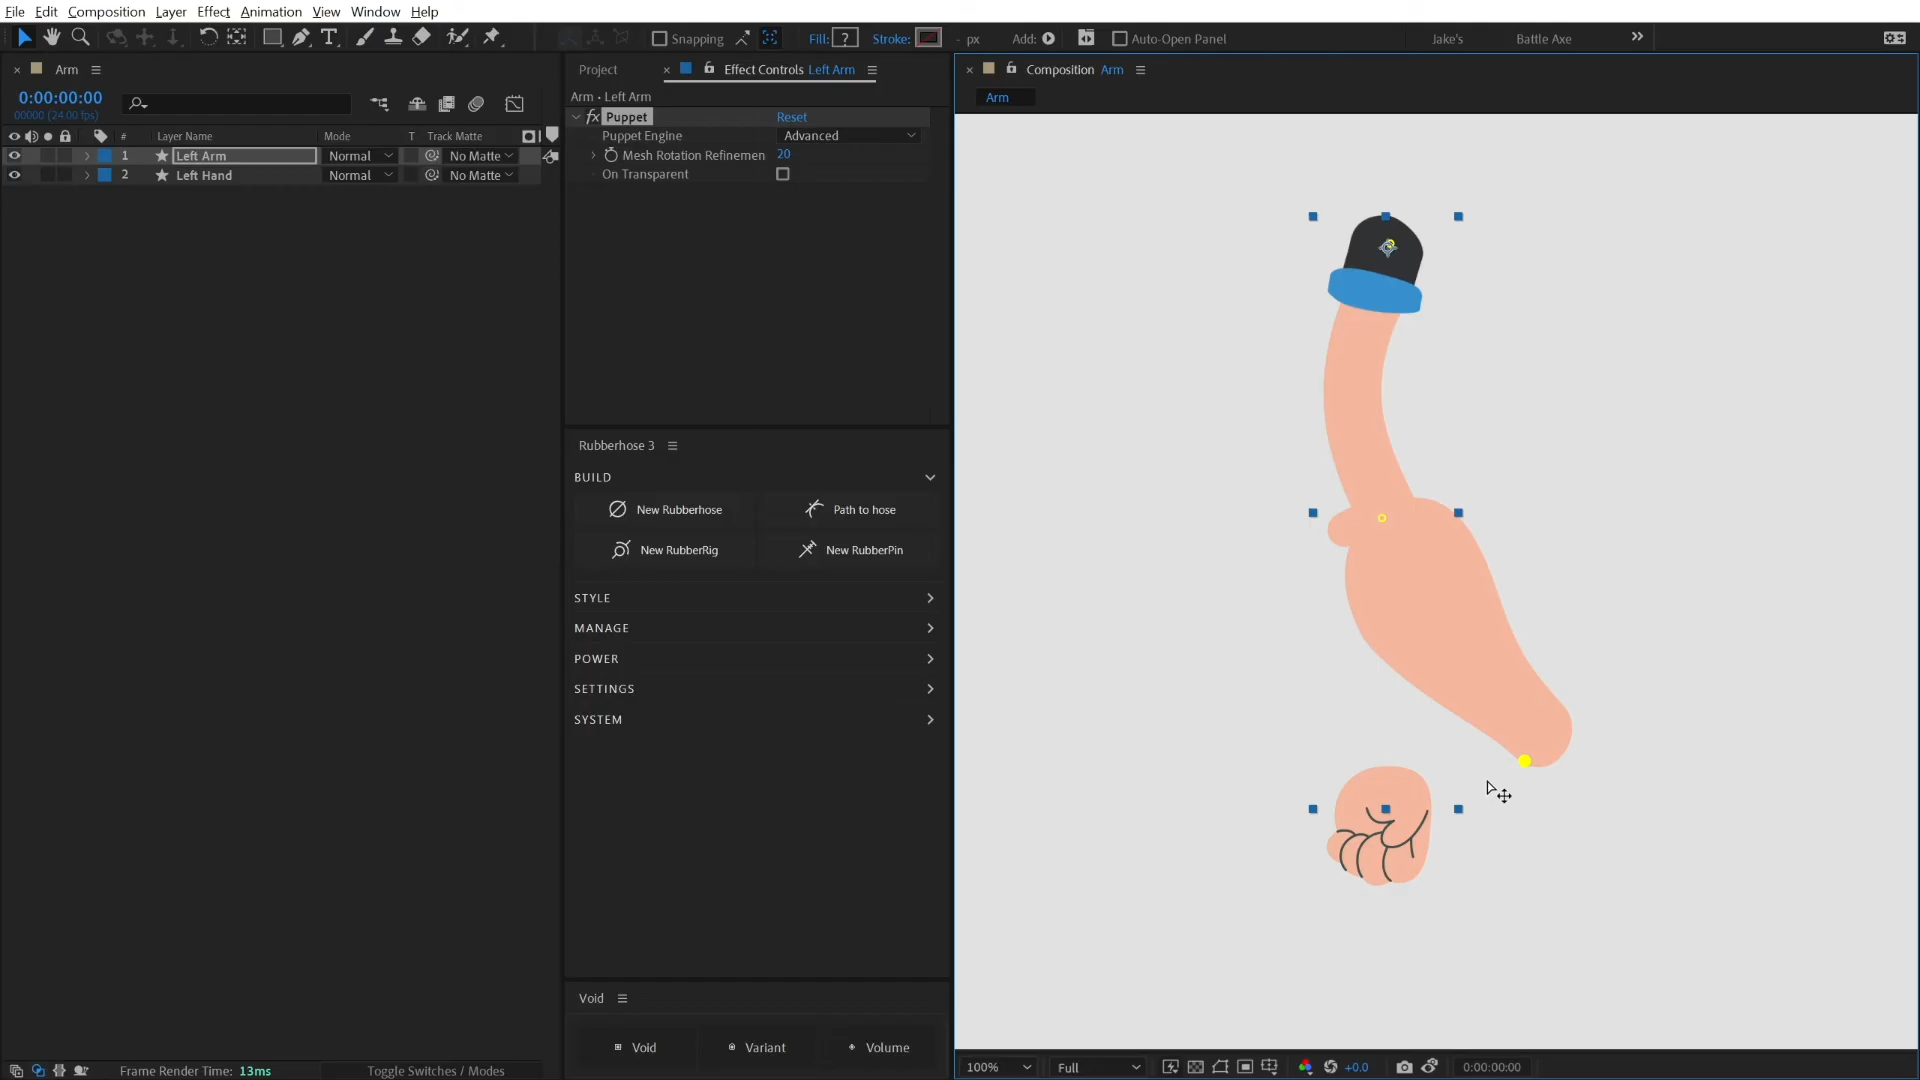 File Edit Composition Layer Effect Animation View Window Help
Snapping Fill: ? Stroke: - px Add: Auto-Open Panel Jake's Battle Axe
Arm
0:00:00:00
00000 (24.00 fps)
# Layer Name Mode T Track Matte
1 Left Arm Normal No Matte
2 Left Hand Normal No Matte
Frame Render Time: 13ms Toggle Switches / Modes
Project Effect Controls Left Arm
Arm • Left Arm
fx Puppet Reset
Puppet Engine Advanced
Mesh Rotation Refinemen 20
On Transparent
Rubberhose 3
BUILD
New Rubberhose Path to hose
New RubberRig New RubberPin
STYLE
MANAGE
POWER
SETTINGS
SYSTEM
Void
Void Variant Volume
Composition Arm
Arm
100% Full +0.0 0:00:00:00